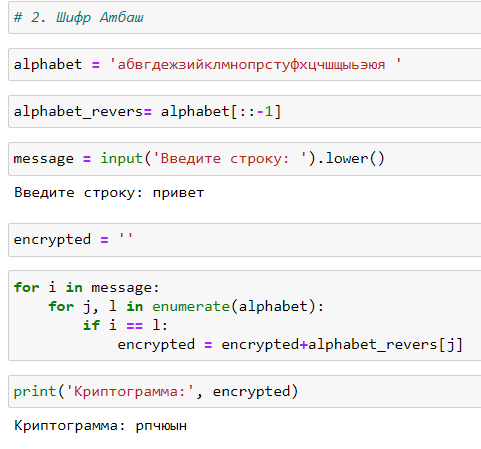 # 2. Шифр Атбаш
alphabet = 'абвгдежзийклмнопрстуфхцчшщыьэюя '
alphabet_revers= alphabet[::-1]
message = input('Введите строку: ').lower()
Введите строку: привет
encrypted = ''
for i in message:
    for j, l in enumerate(alphabet):
        if i == l:
            encrypted = encrypted+alphabet_revers[j]
print('Криптограмма:', encrypted)
Криптограмма: рпчюын